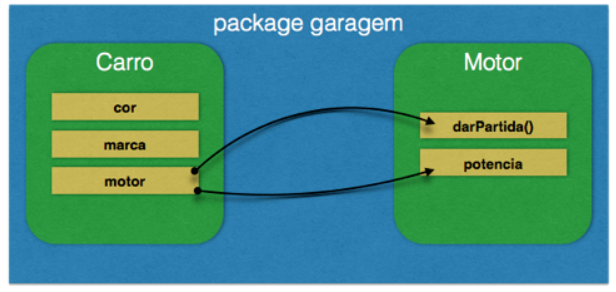 package garagem
Carro
cor
marca
motor
Motor
darPartida()
potencia